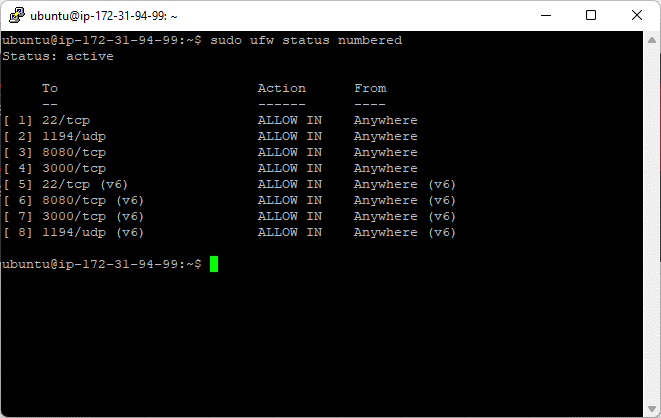 ubuntu@ip-172-31-94-99: ~
ubuntu@ip-172-31-94-99:~$ sudo ufw status numbered
Status: active
To Action From
-- ------ ----
[ 1] 22/tcp ALLOW IN Anywhere
[ 2] 1194/udp ALLOW IN Anywhere
[ 3] 8080/tcp ALLOW IN Anywhere
[ 4] 3000/tcp ALLOW IN Anywhere
[ 5] 22/tcp (v6) ALLOW IN Anywhere (v6)
[ 6] 8080/tcp (v6) ALLOW IN Anywhere (v6)
[ 7] 3000/tcp (v6) ALLOW IN Anywhere (v6)
[ 8] 1194/udp (v6) ALLOW IN Anywhere (v6)
ubuntu@ip-172-31-94-99:~$